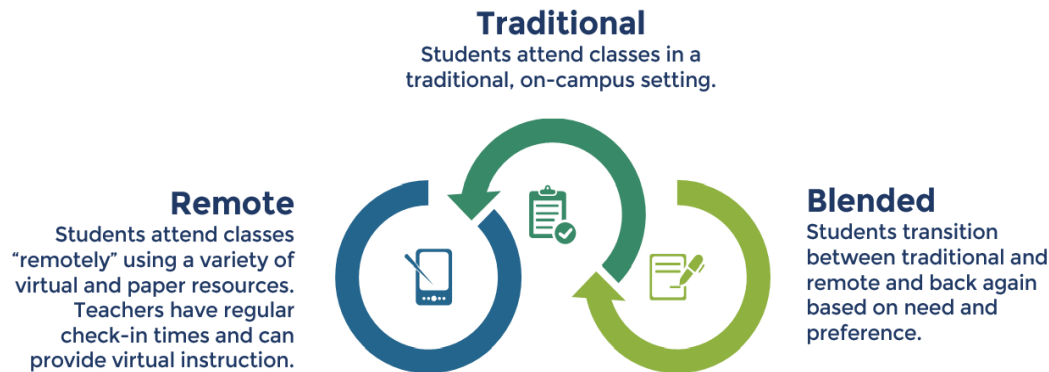 Traditional
Students attend classes in a
traditional, on-campus setting.
Remote
Students attend classes
“remotely” using a variety of
virtual and paper resources.
Teachers have regular
check-in times and can
provide virtual instruction.
Blended
Students transition
between traditional and
remote and back again
based on need and
preference.